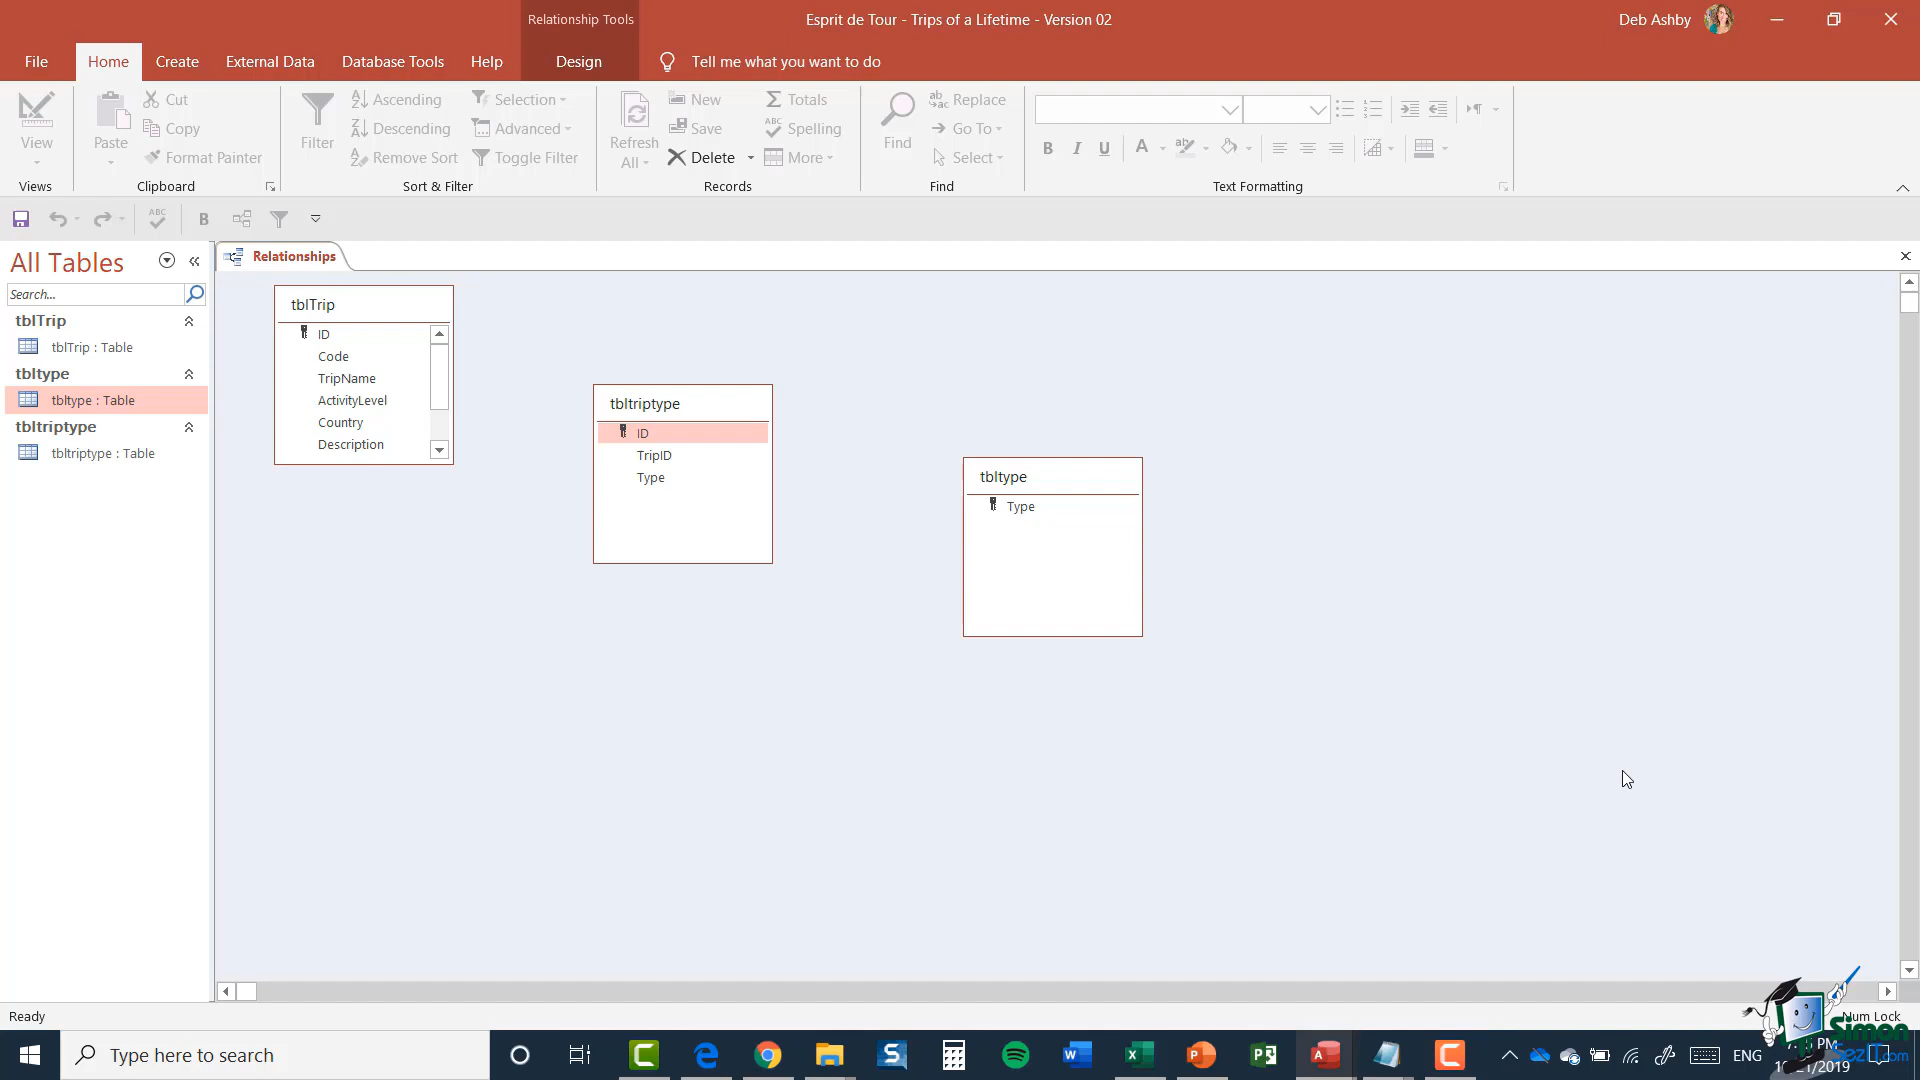 Relationship Tools
Esprit de Tour - Trips of a Lifetime - Version 02
Deb Ashby
File
Home
Create
External Data
Database Tools
Help
Design
Tell me what you want to do
View
Views
Paste
Cut
Copy
Format Painter
Clipboard
Filter
Ascending
Descending
Remove Sort
Selection
Advanced
Toggle Filter
Sort & Filter
Refresh
All
New
Save
Delete
Totals
Spelling
More
Records
Find
Replace
Go To
Select
Find
B I U A
Text Formatting
B
All Tables
Search...
tblTrip
tblTrip : Table
tbltype
tbltype : Table
tbltriptype
tbltriptype : Table
Relationships
tblTrip
ID
Code
TripName
ActivityLevel
Country
Description
tbltriptype
ID
TripID
Type
tbltype
Type
Ready
Num Lock
Type here to search
ENG
PM
Simon
SezIT.com